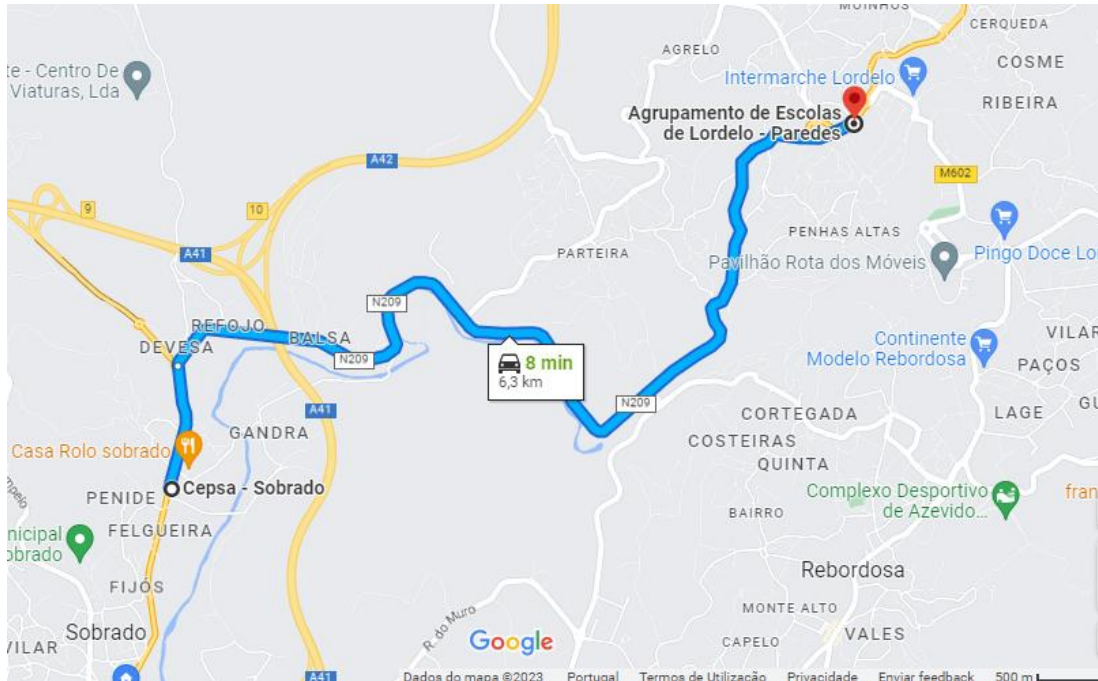 MOINHOS
CERQUEDA
AGRELO
COSME
te - Centro De
Viaturas, Lda
Intermarche Lordelo
RIBEIRA
Agrupamento de Escolas
de Lordelo - Paredes
A42
M602
9
10
PENHAS ALTAS
A41
PARTEIRA
Pavilhão Rota dos Móveis
Pingo Doce Lo
N209
REFOJO
BALSA
DEVESA
N209
8 min
6,3 km
Continente
Modelo Rebordosa
VILAR
PAÇOS
N209
A41
CORTEGADA
LAGE
GU
GANDRA
COSTEIRAS
Casa Rolo sobrado
QUINTA
Cepsa - Sobrado
PENIDE
Complexo Desportivo
de Azevido...
fran
BAIRRO
FELGUEIRA
nicipal
obrado
Rebordosa
FIJÓS
MONTE ALTO
R. do Muro
Sobrado
VALES
VILAR
Google
CAPELO
A41
Dados do mapa ©2023 Portugal Termos de Utilização Privacidade Enviar feedback 500 m